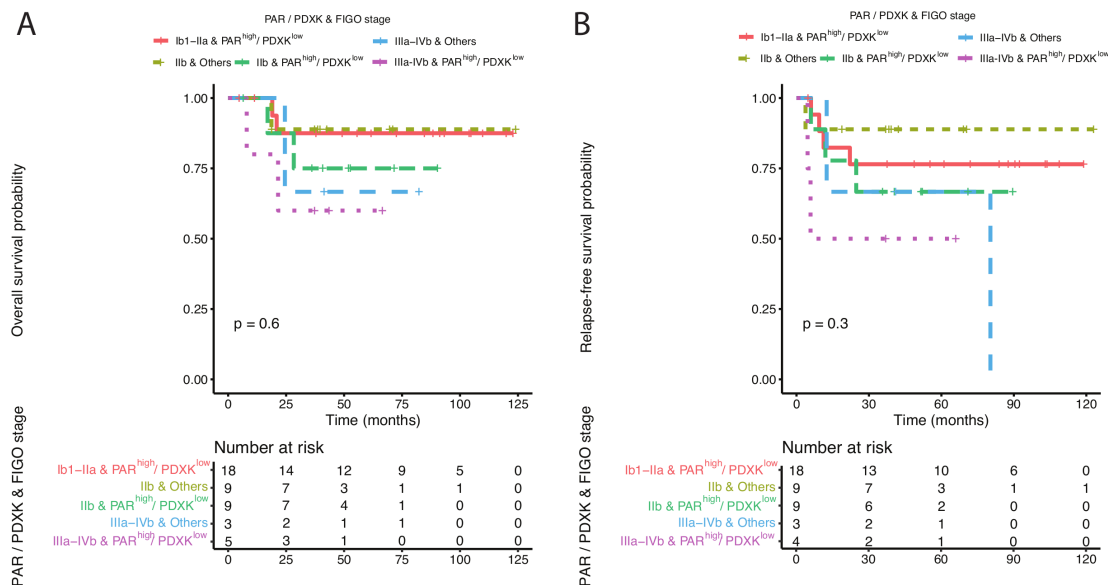 A
PAR / PDXK & FIGO stage
Ib1–IIa & PARhigh/ PDXKlow
IIIa–IVb & Others
IIb & Others
IIb & PARhigh/ PDXKlow
IIIa-IVb & PARhigh/ PDXKlow
Overall survival probability
1.00
0.75
0.50
0.25
0.00
p = 0.6
0 25 50 75 100 125
Time (months)
PAR / PDXK & FIGO stage
Number at risk
Ib1–IIa & PARhigh/ PDXKlow 18 14 12 9 5 0
IIb & Others 9 7 3 1 1 0
IIb & PARhigh/ PDXKlow 9 7 4 1 0 0
IIIa–IVb & Others 3 2 1 1 0 0
IIIa–IVb & PARhigh/ PDXKlow 5 3 1 0 0 0
0 25 50 75 100 125
B
PAR / PDXK & FIGO stage
Ib1–IIa & PARhigh/ PDXKlow
IIIa–IVb & Others
IIb & Others
IIb & PARhigh/ PDXKlow
IIIa-IVb & PARhigh/ PDXKlow
Relapse-free survival probability
1.00
0.75
0.50
0.25
0.00
p = 0.3
0 30 60 90 120
Time (months)
PAR / PDXK & FIGO stage
Number at risk
Ib1–IIa & PARhigh/ PDXKlow 18 13 10 6 0
IIb & Others 9 7 3 1 1
IIb & PARhigh/ PDXKlow 9 6 2 0 0
IIIa–IVb & Others 3 2 1 0 0
IIIa–IVb & PARhigh/ PDXKlow 4 2 1 0 0
0 30 60 90 120